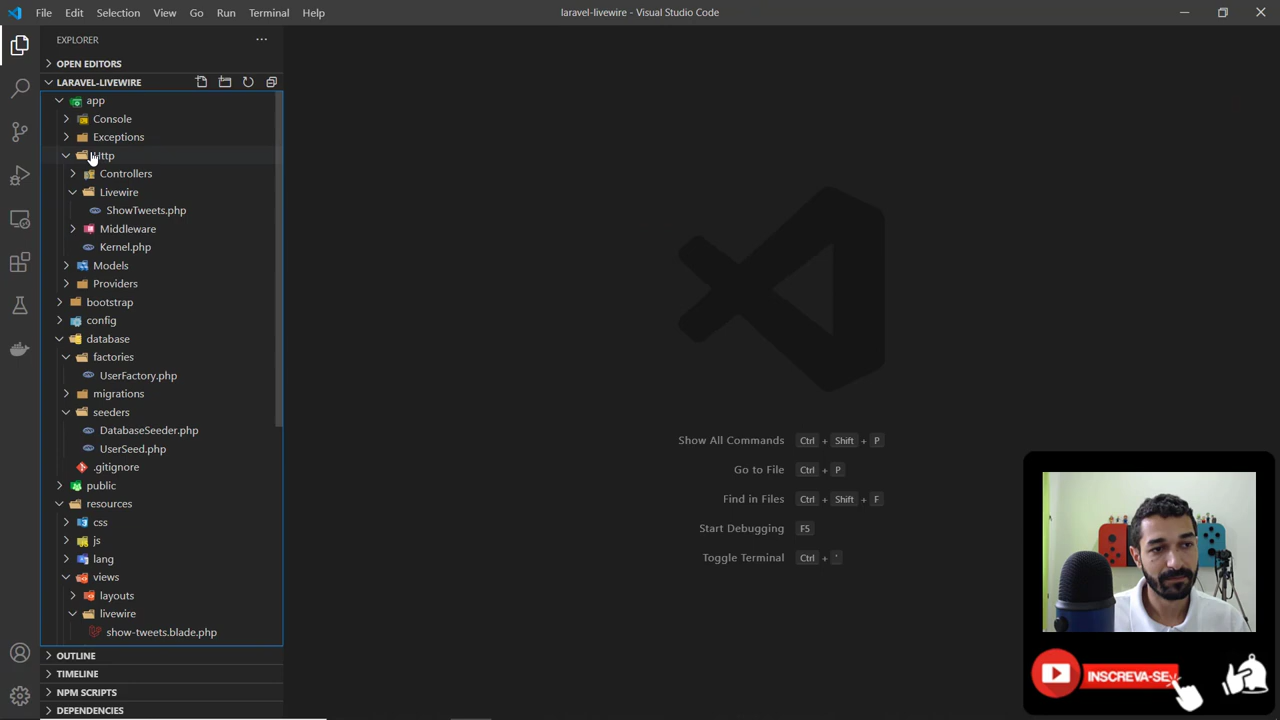 File Edit Selection View Go Run Terminal Help
laravel-livewire - Visual Studio Code
EXPLORER
OPEN EDITORS
LARAVEL-LIVEWIRE
app
Console
Exceptions
Http
Controllers
Livewire
ShowTweets.php
Middleware
Kernel.php
Models
Providers
bootstrap
config
database
factories
UserFactory.php
migrations
seeders
DatabaseSeeder.php
UserSeed.php
.gitignore
public
resources
css
js
lang
views
layouts
livewire
show-tweets.blade.php
OUTLINE
TIMELINE
NPM SCRIPTS
DEPENDENCIES
Show All Commands Ctrl + Shift + P
Go to File Ctrl + P
Find in Files Ctrl + Shift + F
Start Debugging F5
Toggle Terminal Ctrl + '
INSCREVA-SE